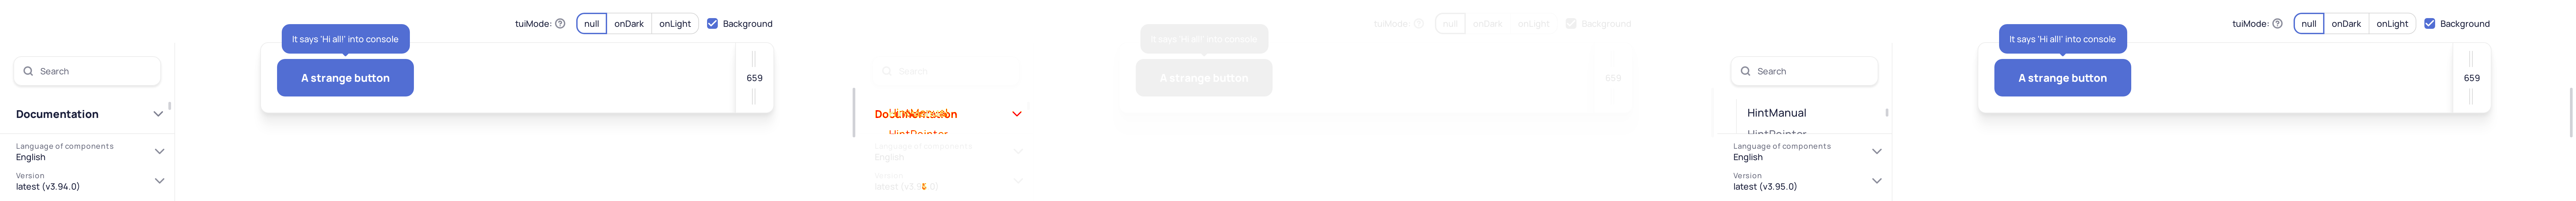 tuiMode: null onDark onLight Background
It says 'Hi all!' into console
Search
A strange button
659
Documentation
Language of components
English
Version
latest (v3.94.0)
tuiMode: null onDark onLight Background
It says 'Hi all!' into console
Search
A strange button
659
Documentation
HintManual
HintPointer
Language of components
English
Version
tuiMode: null onDark onLight Background
It says 'Hi all!' into console
Search
A strange button
659
HintManual
HintPointer
Language of components
English
Version
latest (v3.95.0)